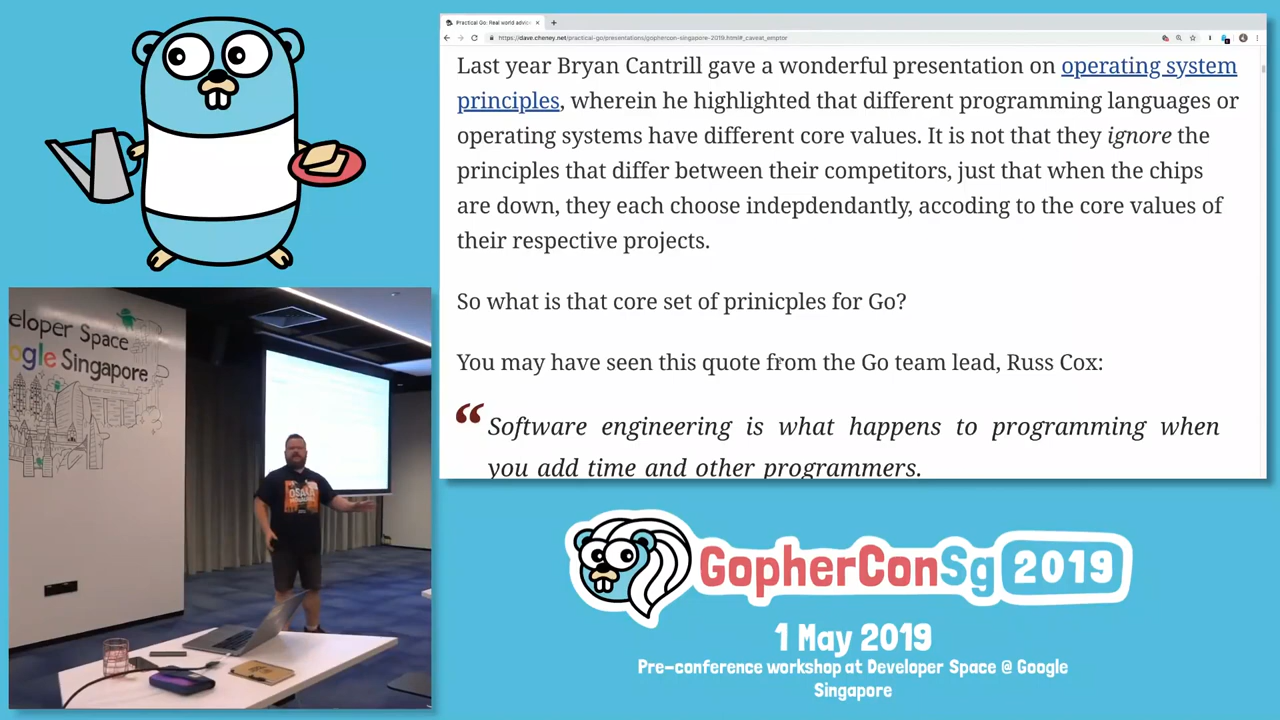 Practical Go: Real world advic
https://dave.cheney.net/practical-go/presentations/gophercon-singapore-2019.html#_caveat_emptor
Last year Bryan Cantrill gave a wonderful presentation on operating system
principles, wherein he highlighted that different programming languages or
operating systems have different core values. It is not that they ignore the
principles that differ between their competitors, just that when the chips
are down, they each choose indepdendantly, accoding to the core values of
their respective projects.
So what is that core set of prinicples for Go?
You may have seen this quote from the Go team lead, Russ Cox:
“ Software engineering is what happens to programming when
you add time and other programmers.
eloper Space
ogle Singapore
OSAKA
GopherConSg 2019
1 May 2019
Pre-conference workshop at Developer Space @ Google
Singapore